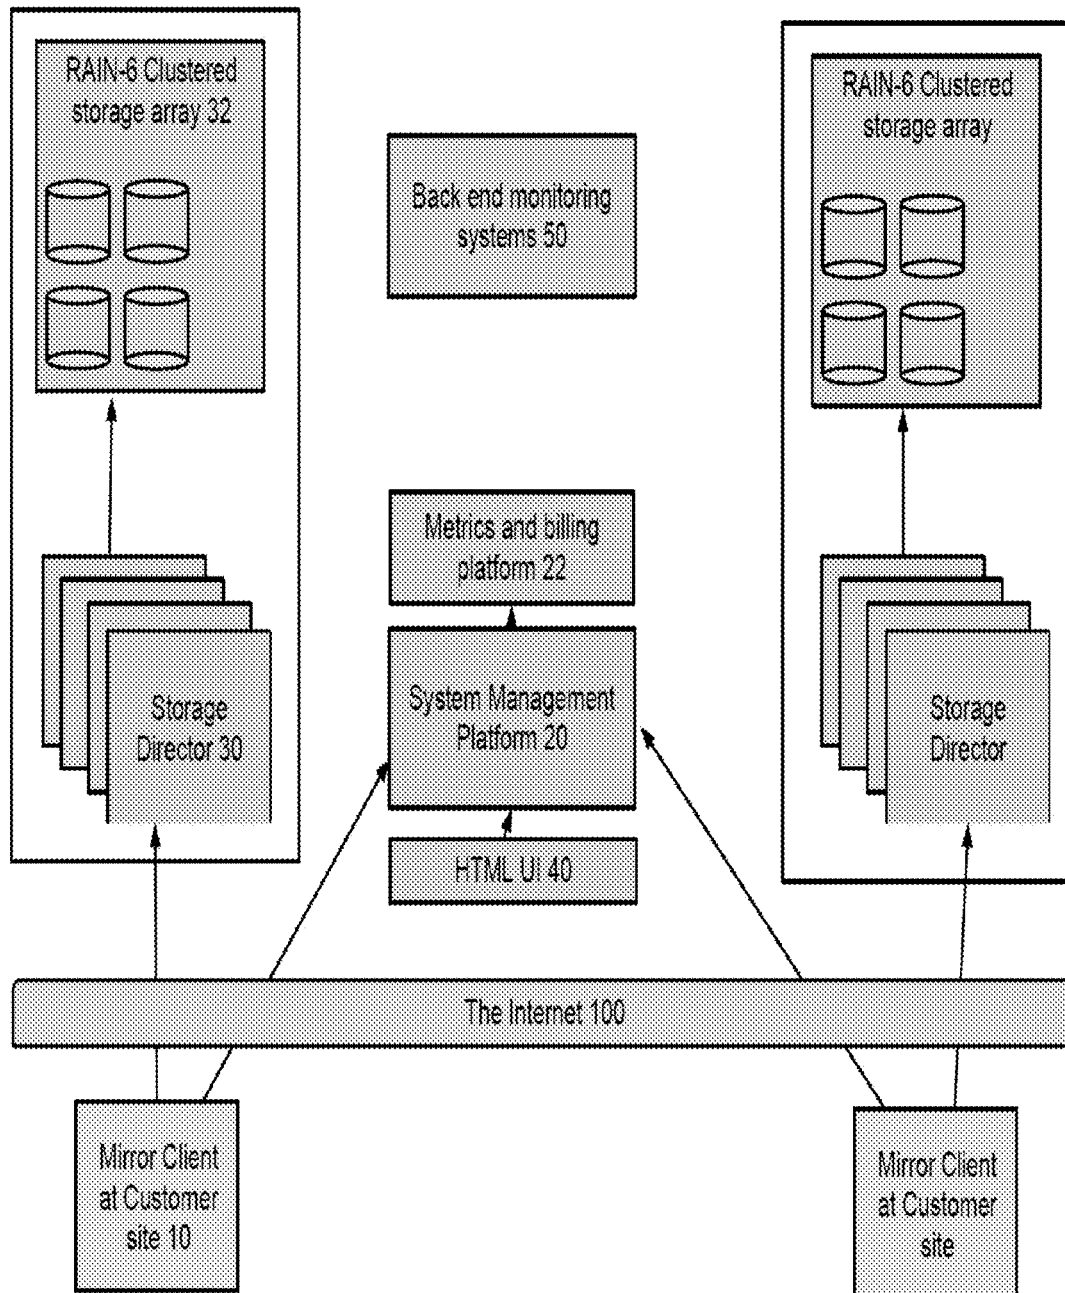 RAIN-6 Clustered
storage array 32
RAIN-6 Clustered
storage array
Back end monitoring
systems 50
Metrics and billing
platform 22
System Management
Platform 20
HTML UI 40
Storage
Director 30
Storage
Director
The Internet 100
Mirror Client
at Customer
site 10
Mirror Client
at Customer
site